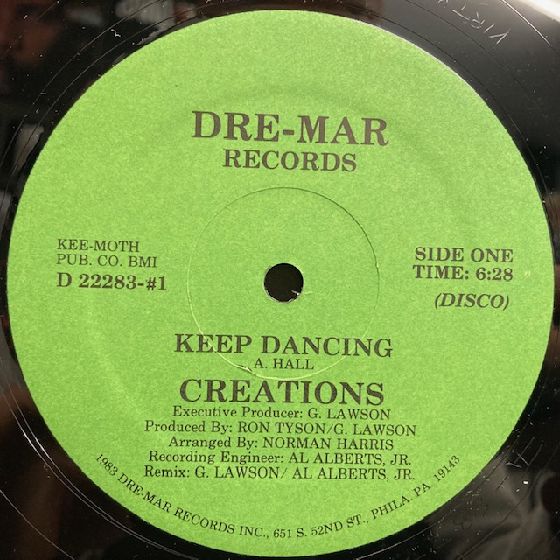 DRE-MAR
RECORDS
KEE-MOTH
PUB. CO. BMI
D 22283-#1
SIDE ONE
TIME: 6:28
(DISCO)
KEEP DANCING
A. HALL
CREATIONS
Executive Producer: G. LAWSON
Produced By: RON TYSON/G. LAWSON
Arranged By: NORMAN HARRIS
Recording Engineer: AL ALBERTS, JR.
Remix: G. LAWSON/ AL ALBERTS, JR.
1983 DRE-MAR RECORDS INC., 651 S. 52ND ST., PHILA. PA. 19143